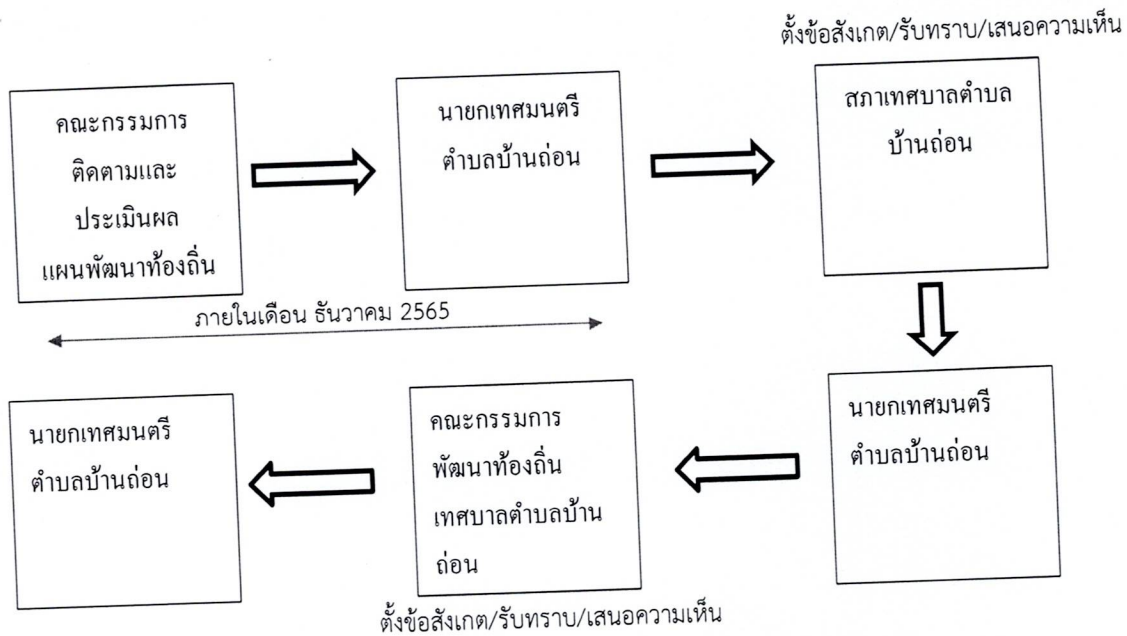 ตั้งข้อสังเกต/รับทราบ/เสนอความเห็น
คณะกรรมการ
ติดตามและ
ประเมินผล
แผนพัฒนาท้องถิ่น
นายกเทศมนตรี
ตำบลบ้านถ่อน
สภาเทศบาลตำบล
บ้านถ่อน
ภายในเดือน ธันวาคม 2565
นายกเทศมนตรี
ตำบลบ้านถ่อน
คณะกรรมการ
พัฒนาท้องถิ่น
เทศบาลตำบลบ้าน
ถ่อน
นายกเทศมนตรี
ตำบลบ้านถ่อน
ตั้งข้อสังเกต/รับทราบ/เสนอความเห็น